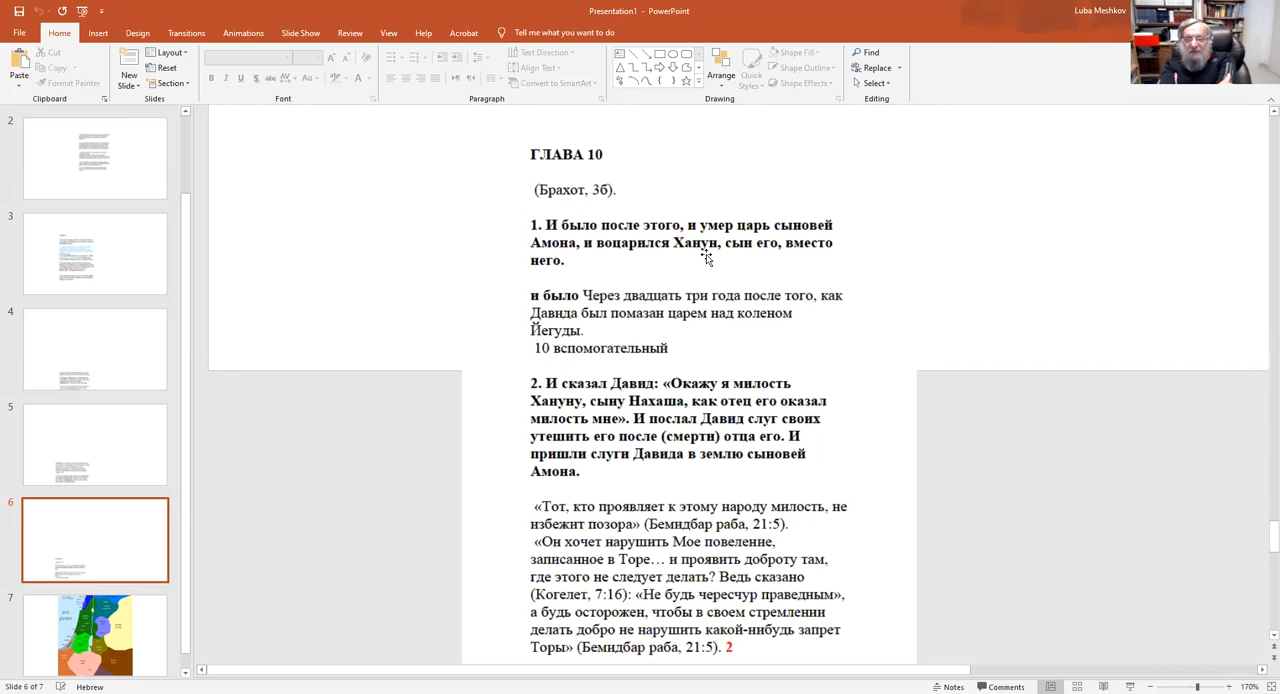 Presentation1 - PowerPoint
Luba Meshkov
File Home Insert Design Transitions Animations Slide Show Review View Help Acrobat Tell me what you want to do
Paste
Cut
Copy
Format Painter
Clipboard
New Slide
Layout
Reset
Section
Slides
Font
Text Direction
Align Text
Convert to SmartArt
Paragraph
Arrange
Quick Styles
Shape Fill
Shape Outline
Shape Effects
Drawing
Find
Replace
Select
Editing
2
3
4
5
6
7
ГЛАВА 10
(Брахот, 3б).
1. И было после этого, и умер царь сыновей
Амона, и воцарился Ханун, сын его, вместо
него.
и было Через двадцать три года после того, как
Давида был помазан царем над коленом
Йегуды.
10 вспомогательный
2. И сказал Давид: «Окажу я милость
Хануну, сыну Нахаша, как отец его оказал
милость мне». И послал Давид слуг своих
утешить его после (смерти) отца его. И
пришли слуги Давида в землю сыновей
Амона.
«Тот, кто проявляет к этому народу милость, не
избежит позора» (Бемидбар раба, 21:5).
«Он хочет нарушить Мое повеление,
записанное в Торе… и проявить доброту там,
где этого не следует делать? Ведь сказано
(Когелет, 7:16): «Не будь чересчур праведным»,
а будь осторожен, чтобы в своем стремлении
делать добро не нарушить какой-нибудь запрет
Торы» (Бемидбар раба, 21:5). 2
Slide 6 of 7 Hebrew
Notes Comments 170%